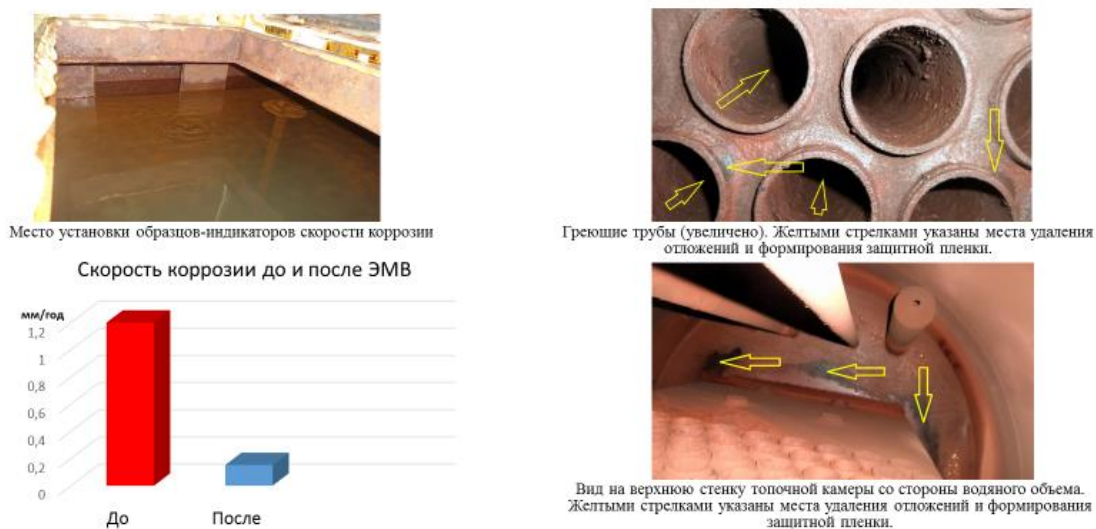 Место установки образцов-индикаторов скорости коррозии
Скорость коррозии до и после ЭМВ
мм/год
1,2
1
0,8
0,6
0,4
0,2
0
До
После
Греющие трубы (увеличено). Желтыми стрелками указаны места удаления
отложений и формирования защитной пленки.
Вид на верхнюю стенку топочной камеры со стороны водяного объема.
Желтыми стрелками указаны места удаления отложений и формирования
защитной пленки.